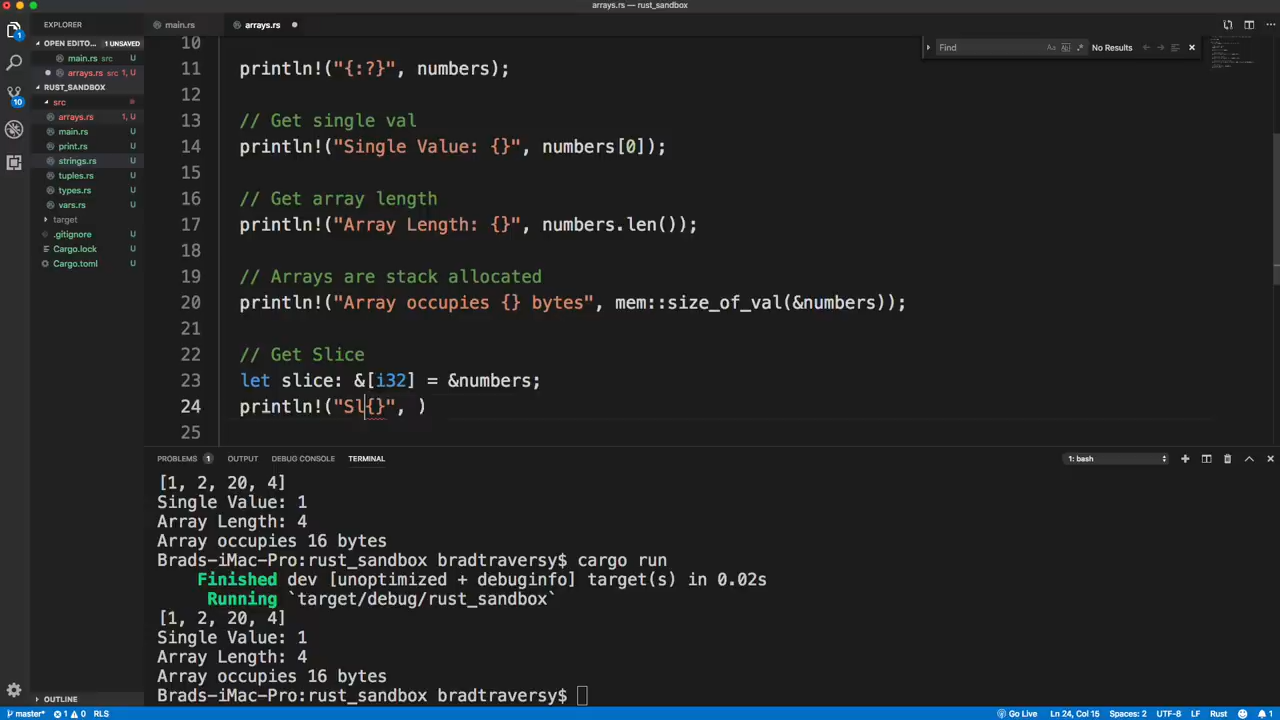 arrays.rs — rust_sandbox
EXPLORER
main.rs
arrays.rs
OPEN EDITO... 1 UNSAVED
main.rs src
arrays.rs src 1, U
RUST_SANDBOX
src
arrays.rs 1, U
main.rs U
print.rs U
strings.rs U
tuples.rs U
types.rs U
vars.rs U
target
.gitignore U
Cargo.lock U
Cargo.toml U
OUTLINE
1
10
Find
Aa
Abl
.*
No Results
10
11 println!("{:?}", numbers);
12
13 // Get single val
14 println!("Single Value: {}", numbers[0]);
15
16 // Get array length
17 println!("Array Length: {}", numbers.len());
18
19 // Arrays are stack allocated
20 println!("Array occupies {} bytes", mem::size_of_val(&numbers));
21
22 // Get Slice
23 let slice: &[i32] = &numbers;
24 println!("Sl{}", )
25
PROBLEMS 1 OUTPUT DEBUG CONSOLE TERMINAL 1: bash
[1, 2, 20, 4]
Single Value: 1
Array Length: 4
Array occupies 16 bytes
Brads-iMac-Pro:rust_sandbox bradtraversy$ cargo run
Finished dev [unoptimized + debuginfo] target(s) in 0.02s
Running `target/debug/rust_sandbox`
[1, 2, 20, 4]
Single Value: 1
Array Length: 4
Array occupies 16 bytes
Brads-iMac-Pro:rust_sandbox bradtraversy$
master* 1 0 RLS Go Live Ln 24, Col 15 Spaces: 2 UTF-8 LF Rust 1